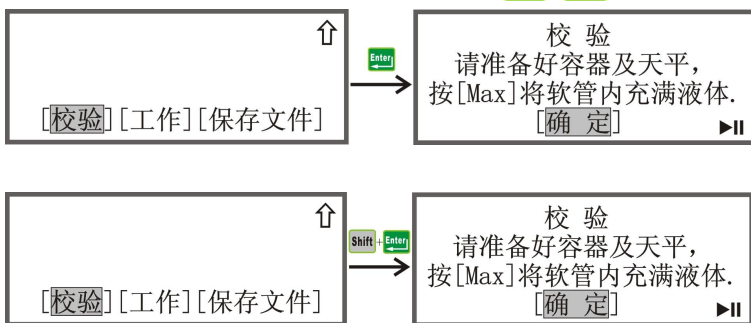 [校验][工作][保存文件]
Enter
校 验
请准备好容器及天平，
按[Max]将软管内充满液体.
[确 定]
[校验][工作][保存文件]
Shift+Enter
校 验
请准备好容器及天平，
按[Max]将软管内充满液体.
[确 定]